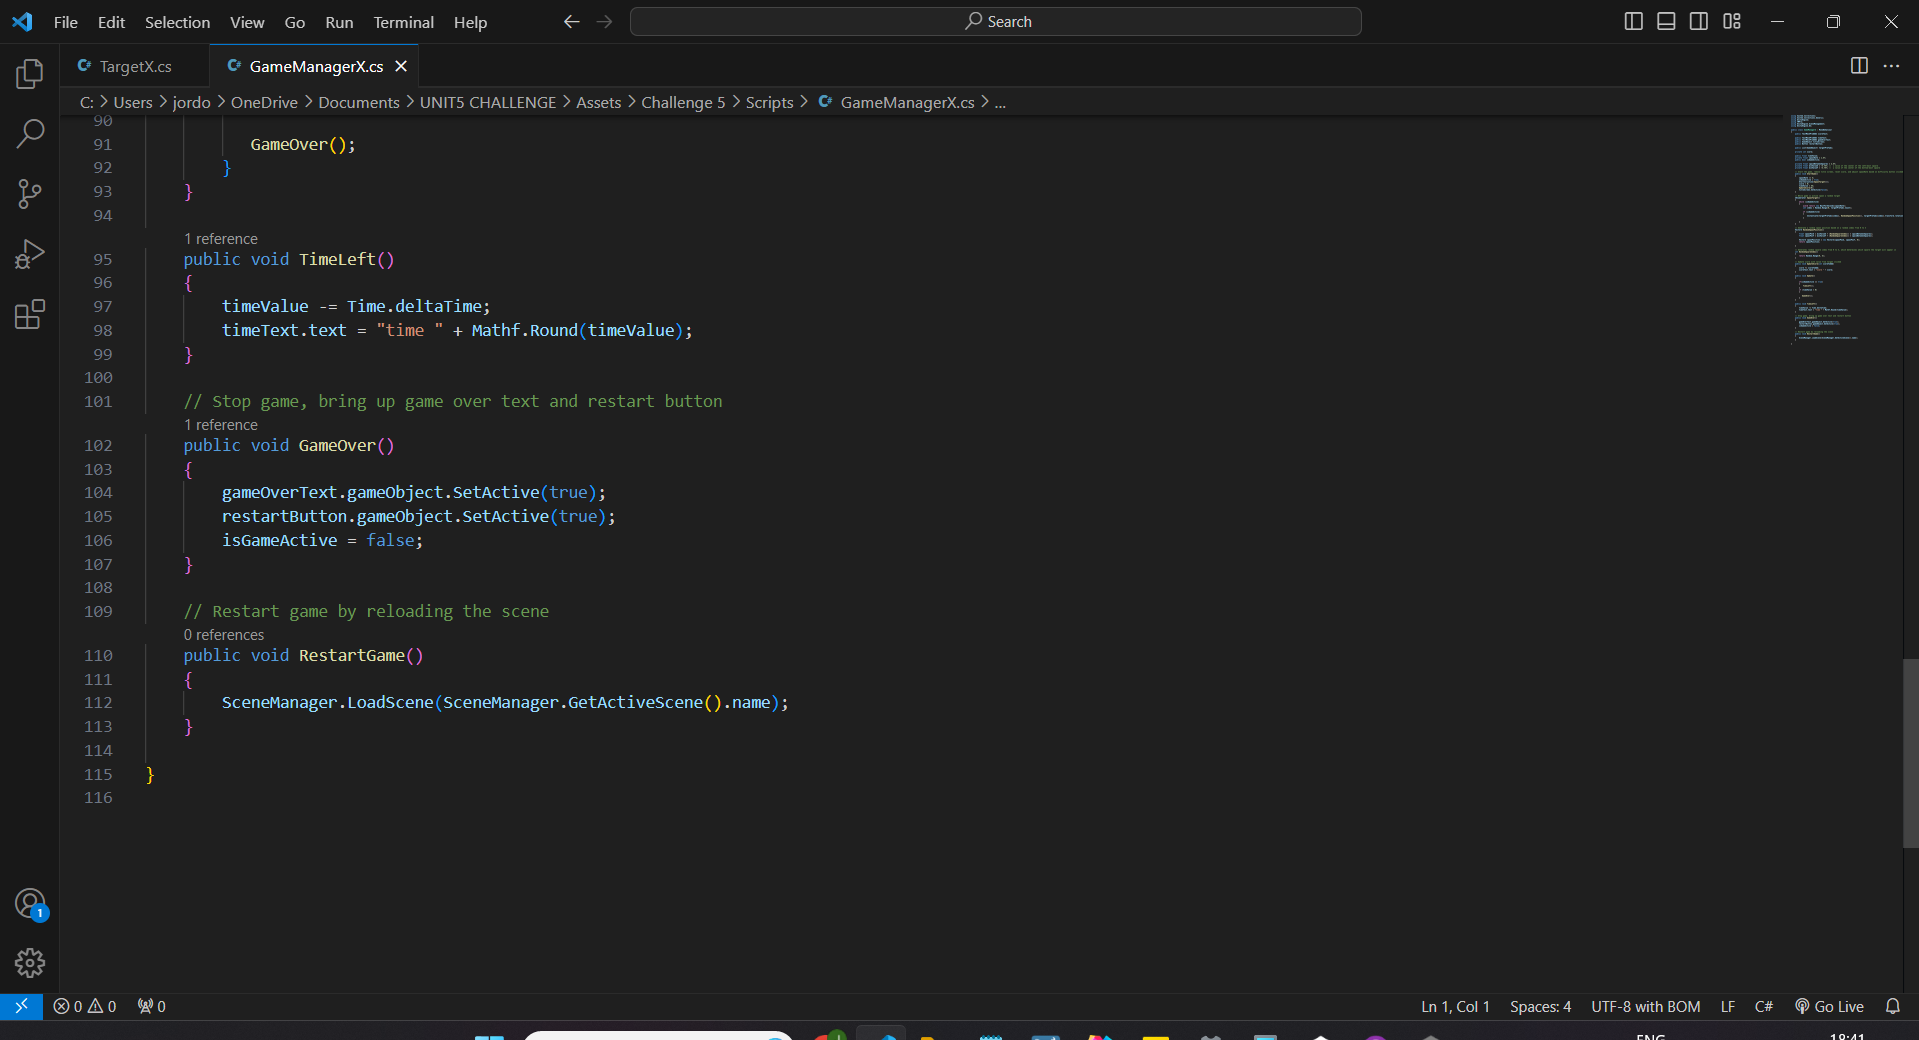 File Edit Selection View Go Run Terminal Help
Search
C# TargetX.cs
C# GameManagerX.cs
C: > Users > jordo > OneDrive > Documents > UNIT5 CHALLENGE > Assets > Challenge 5 > Scripts > C# GameManagerX.cs > ...
90
91 GameOver();
92 }
93 }
94
1 reference
95 public void TimeLeft()
96 {
97 timeValue -= Time.deltaTime;
98 timeText.text = "time " + Mathf.Round(timeValue);
99 }
100
101 // Stop game, bring up game over text and restart button
1 reference
102 public void GameOver()
103 {
104 gameOverText.gameObject.SetActive(true);
105 restartButton.gameObject.SetActive(true);
106 isGameActive = false;
107 }
108
109 // Restart game by reloading the scene
0 references
110 public void RestartGame()
111 {
112 SceneManager.LoadScene(SceneManager.GetActiveScene().name);
113 }
114
115 }
116
1
0 0 0
Ln 1, Col 1 Spaces: 4 UTF-8 with BOM LF C# Go Live
ENG 18:41